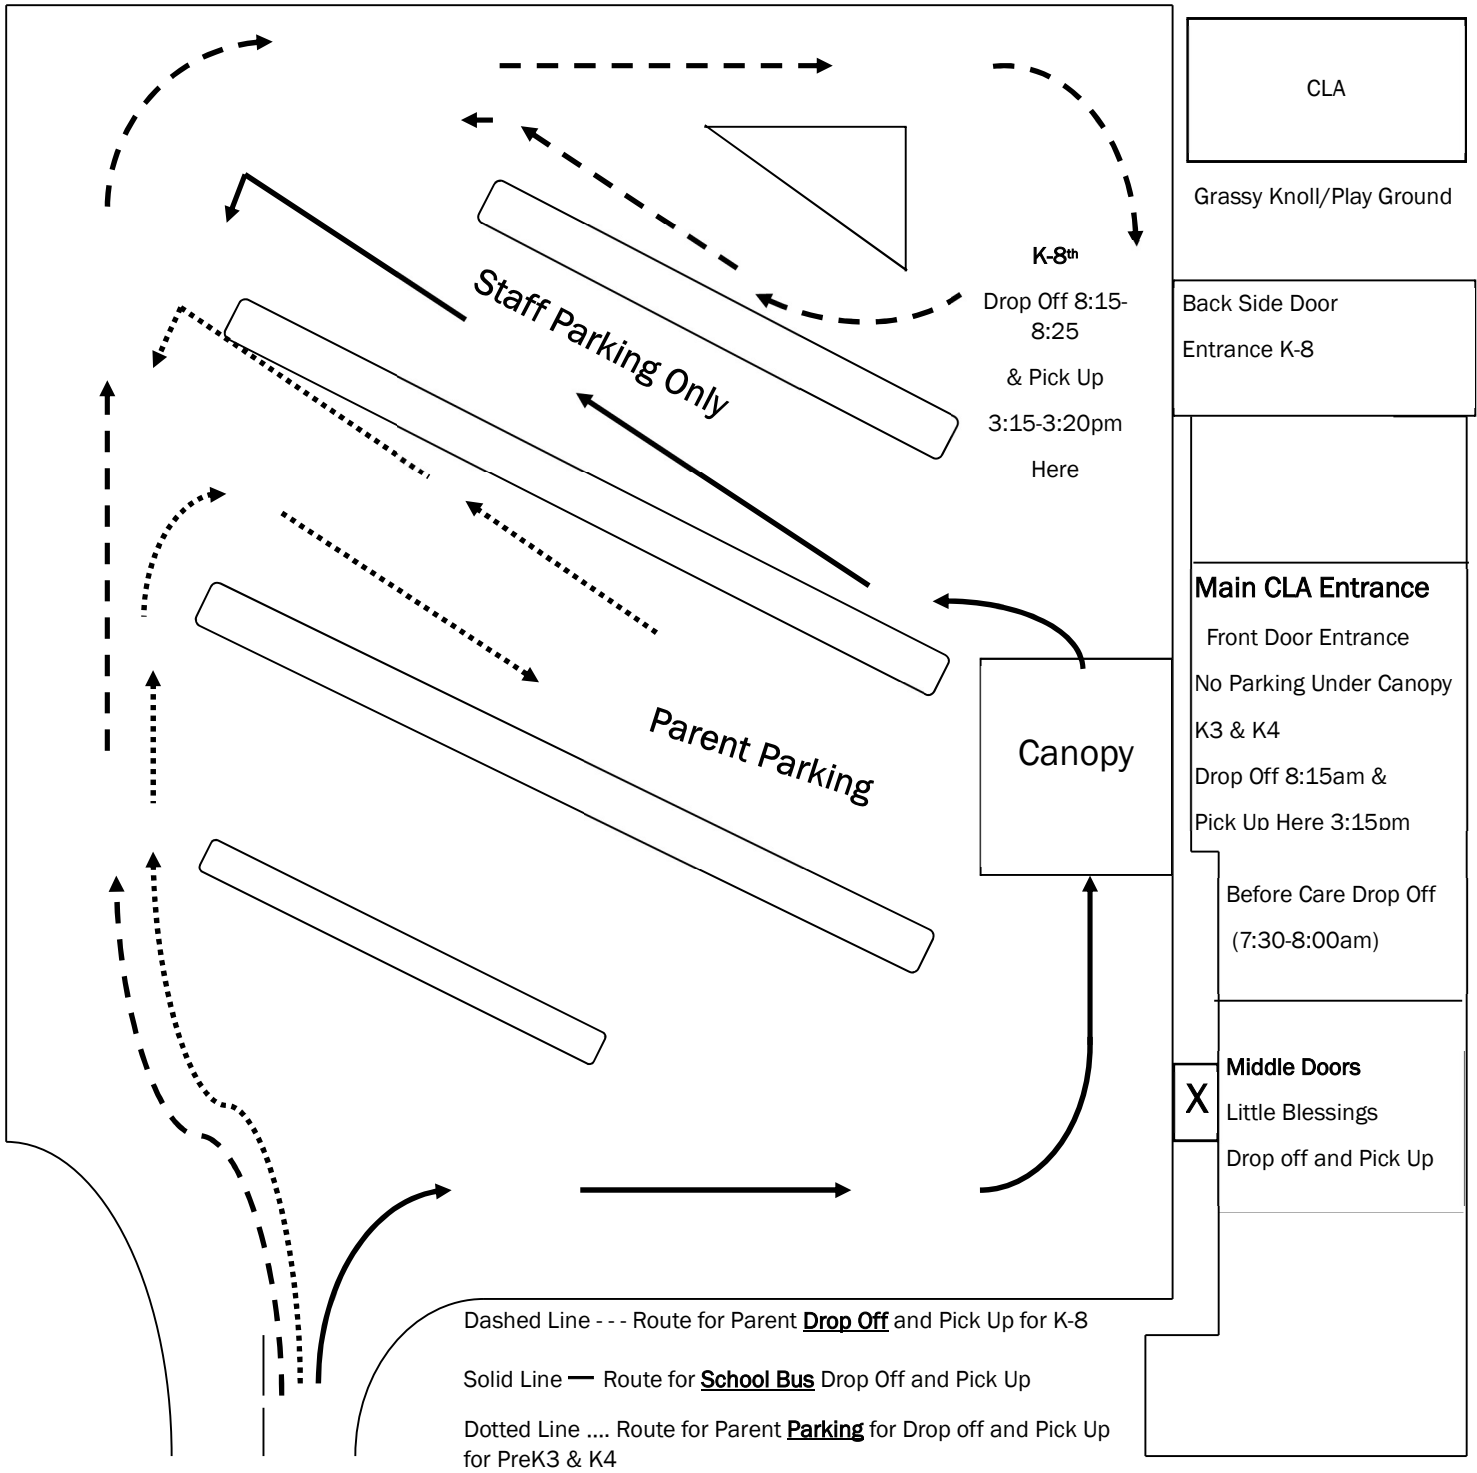 CLA
Grassy Knoll/Play Ground
K-8th
Drop Off 8:15-
8:25
& Pick Up
3:15-3:20pm
Here
Back Side Door
Entrance K-8
Staff Parking Only
Main CLA Entrance
Front Door Entrance
No Parking Under Canopy
K3 & K4
Drop Off 8:15am &
Pick Up Here 3:15pm
Parent Parking
Canopy
Before Care Drop Off
(7:30-8:00am)
X
Middle Doors
Little Blessings
Drop off and Pick Up
Dashed Line - - - Route for Parent Drop Off and Pick Up for K-8
Solid Line — Route for School Bus Drop Off and Pick Up
Dotted Line .... Route for Parent Parking for Drop off and Pick Up
for PreK3 & K4